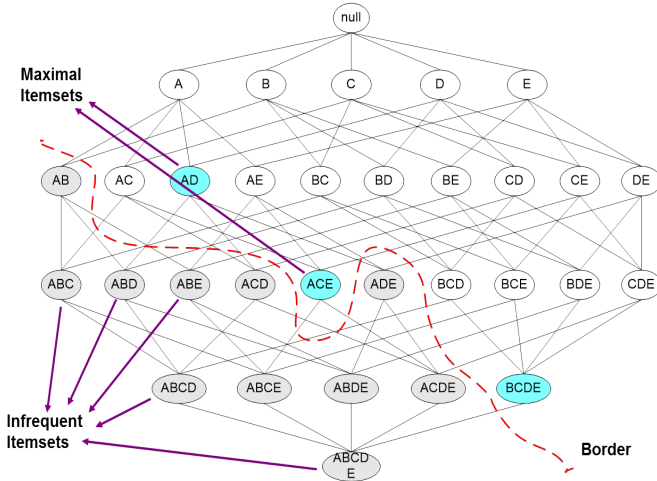 null
Maximal
Itemsets
A B C D E
AB AC AD AE BC BD BE CD CE DE
ABC ABD ABE ACD ACE ADE BCD BCE BDE CDE
ABCD ABCE ABDE ACDE BCDE
Infrequent
Itemsets
Border
ABCD
E